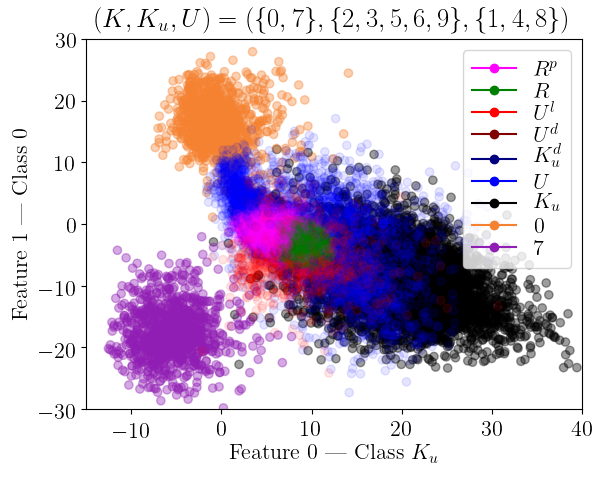 (K, K_u, U) = ({0, 7}, {2, 3, 5, 6, 9}, {1, 4, 8})
30
20
10
0
−10
−20
−30
Feature 1 — Class 0
R^p
R
U^l
U^d
K_u^d
U
K_u
0
7
−10 0 10 20 30 40
Feature 0 — Class K_u